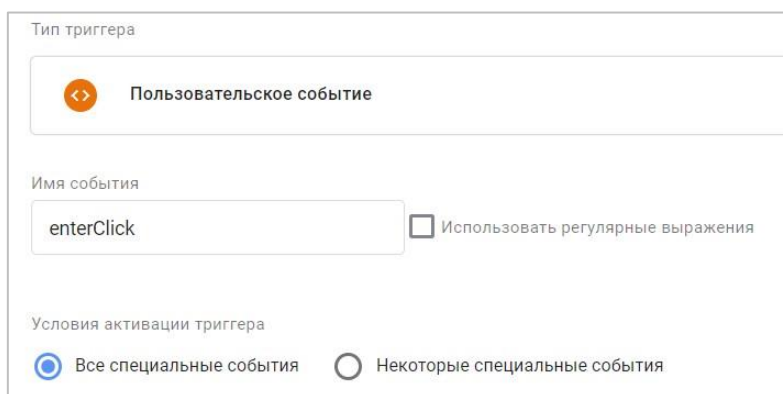 Тип триггера
Пользовательское событие
Имя события
enterClick
Использовать регулярные выражения
Условия активации триггера
Все специальные события
Некоторые специальные события